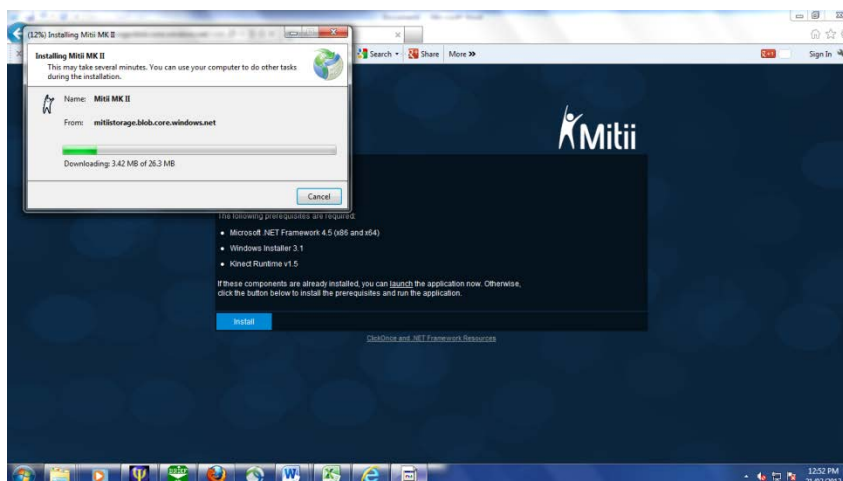 (12%) Installing Mitii MK II
Installing Mitii MK II
This may take several minutes. You can use your computer to do other tasks
during the installation.
Name: Mitii MK II
From: mitiistorage.blob.core.windows.net
Downloading: 3.42 MB of 26.3 MB
Cancel
Search
Share
More »
Sign In
Mitii
The following prerequisites are required:
• Microsoft .NET Framework 4.5 (x86 and x64)
• Windows Installer 3.1
• Kinect Runtime v1.5
If these components are already installed, you can launch the application now. Otherwise,
click the button below to install the prerequisites and run the application.
Install
ClickOnce and .NET Framework Resources
12:52 PM